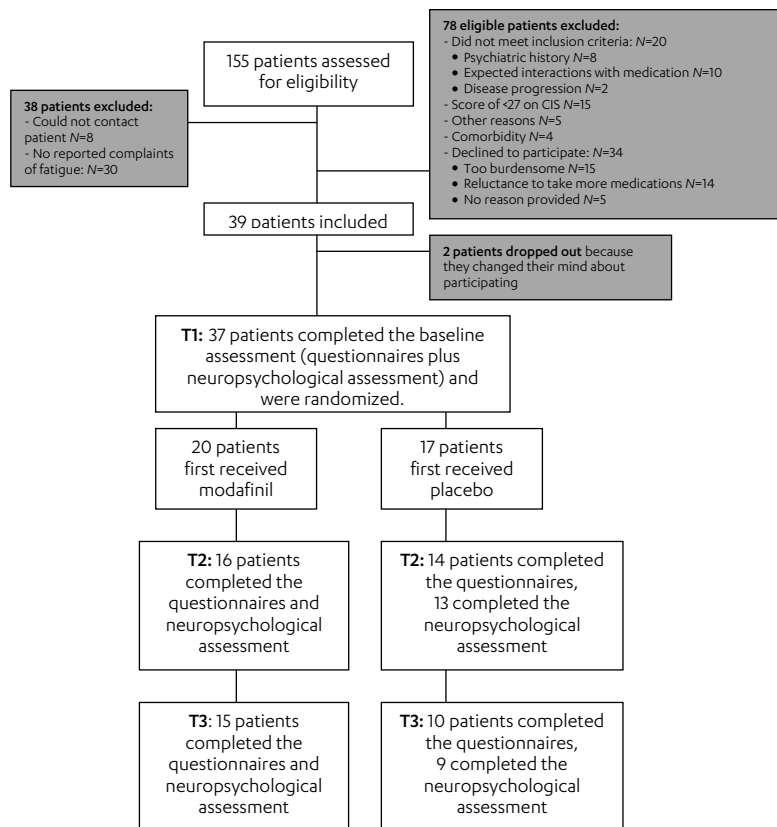 155 patients assessed
for eligibility
78 eligible patients excluded:
- Did not meet inclusion criteria: N=20
• Psychiatric history N=8
• Expected interactions with medication N=10
• Disease progression N=2
- Score of <27 on CIS N=15
- Other reasons N=5
- Comorbidity N=4
- Declined to participate: N=34
• Too burdensome N=15
• Reluctance to take more medications N=14
• No reason provided N=5
38 patients excluded:
- Could not contact
patient N=8
- No reported complaints
of fatigue: N=30
39 patients included
2 patients dropped out because
they changed their mind about
participating
T1: 37 patients completed the baseline
assessment (questionnaires plus
neuropsychological assessment) and
were randomized.
20 patients
first received
modafinil
17 patients
first received
placebo
T2: 16 patients
completed the
questionnaires and
neuropsychological
assessment
T2: 14 patients completed
the questionnaires,
13 completed the
neuropsychological
assessment
T3: 15 patients
completed the
questionnaires and
neuropsychological
assessment
T3: 10 patients completed
the questionnaires,
9 completed the
neuropsychological
assessment